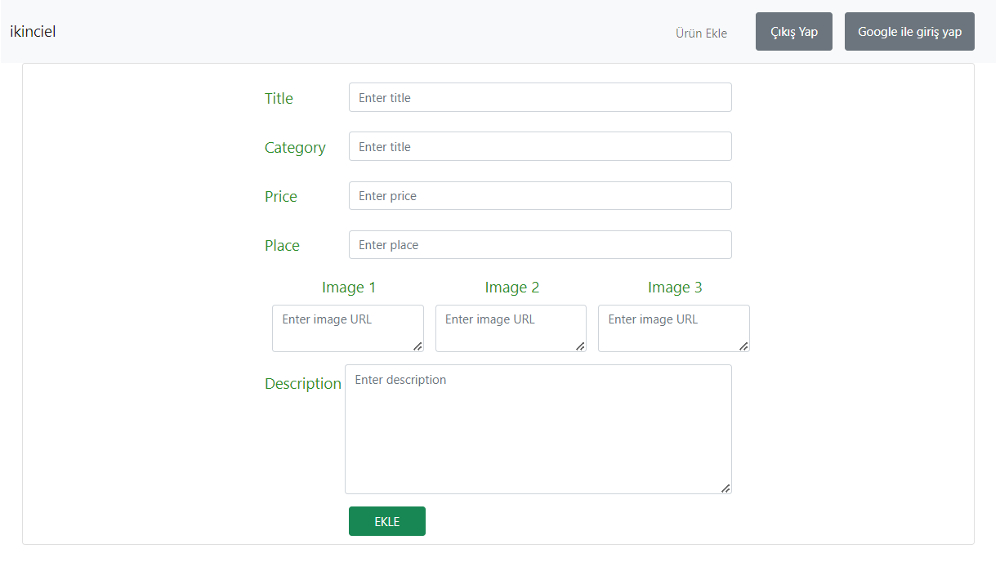 ikinciel
Ürün Ekle
Çıkış Yap
Google ile giriş yap
Title
Enter title
Category
Enter title
Price
Enter price
Place
Enter place
Image 1
Image 2
Image 3
Enter image URL
Enter image URL
Enter image URL
Description
Enter description
EKLE